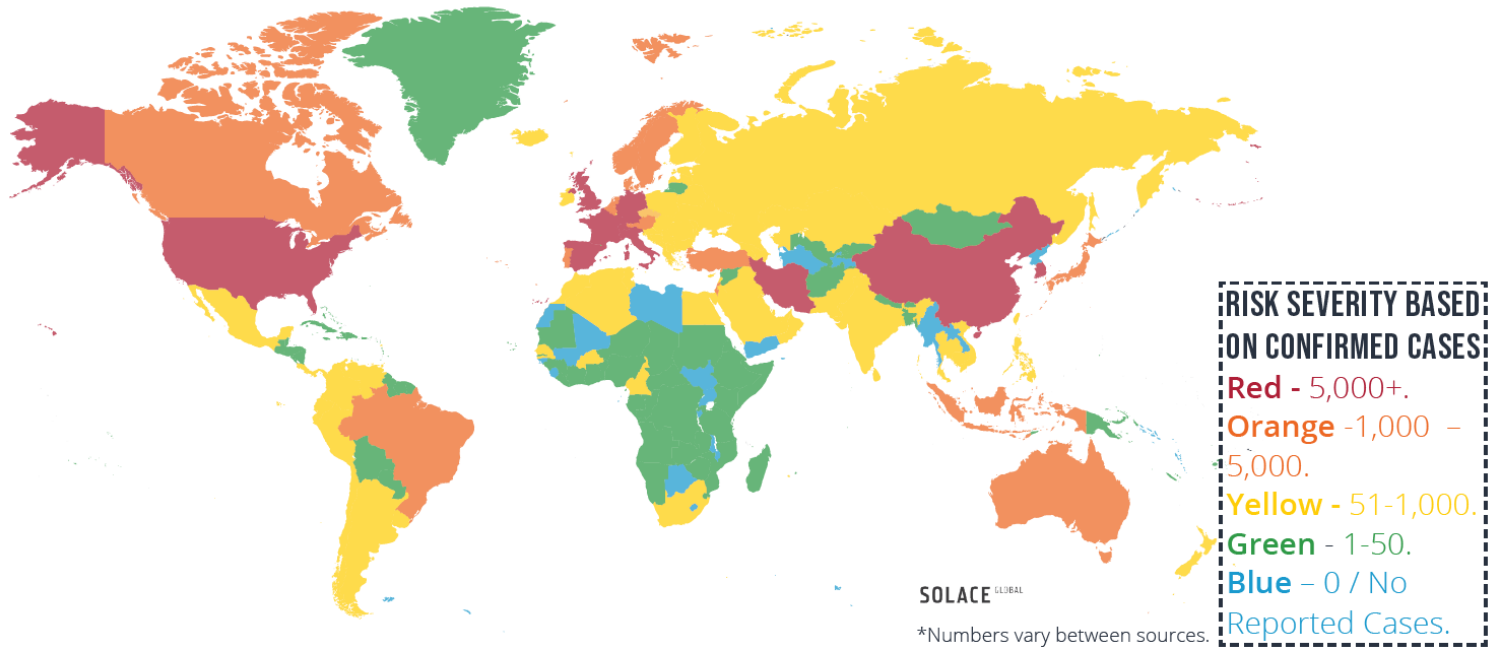 RISK SEVERITY BASED
ON CONFIRMED CASES
Red - 5,000+.
Orange -1,000 –
5,000.
Yellow - 51-1,000.
Green - 1-50.
Blue – 0 / No
Reported Cases.
SOLACE GLOBAL
*Numbers vary between sources.